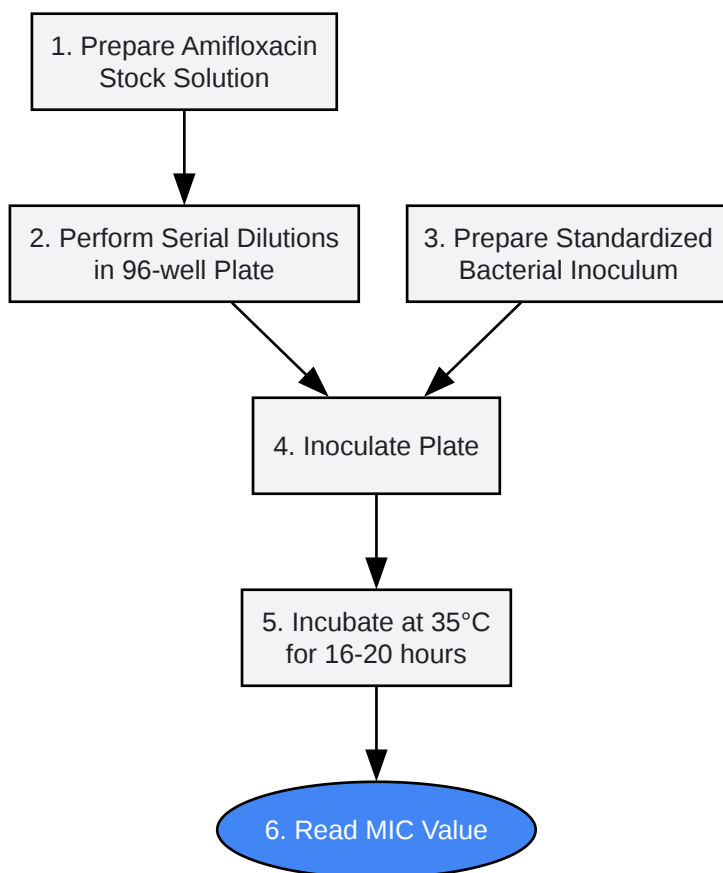 1. Prepare Amifloxacin
Stock Solution
2. Perform Serial Dilutions
in 96-well Plate
3. Prepare Standardized
Bacterial Inoculum
4. Inoculate Plate
5. Incubate at 35°C
for 16-20 hours
6. Read MIC Value